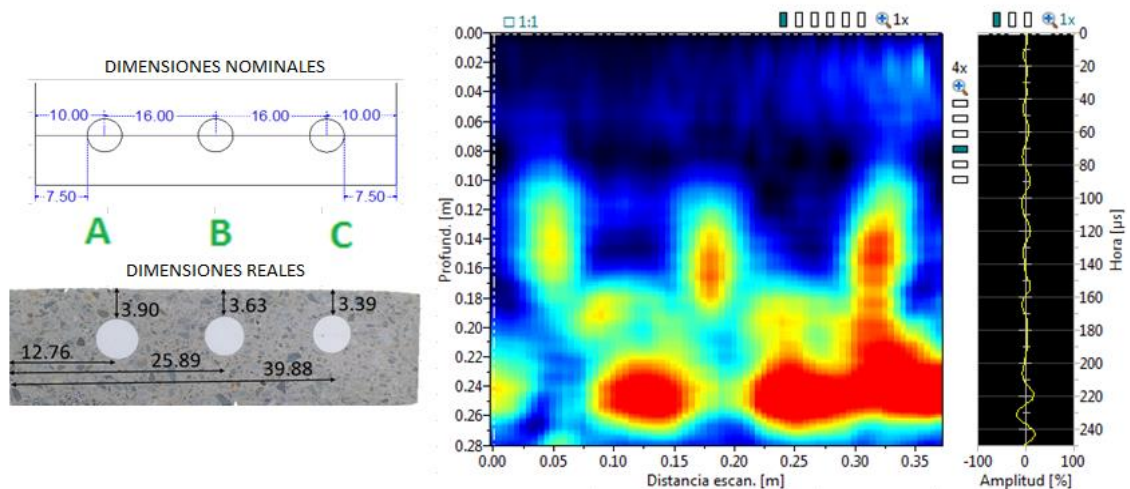 DIMENSIONES NOMINALES
10.00 16.00 16.00 10.00
7.50 7.50
A B C
DIMENSIONES REALES
3.90 3.63 3.39
12.76
25.89
39.88
1:1
1x
0.00
0.02
0.04
0.06
0.08
0.10
0.12
0.14
0.16
0.18
0.20
0.22
0.24
0.26
0.28
Profund. [m]
0.00 0.05 0.10 0.15 0.20 0.25 0.30 0.35
Distancia escan. [m]
4x
1x
0
20
40
60
80
100
120
140
160
180
200
220
240
Hora [µs]
-100 0 100
Amplitud [%]